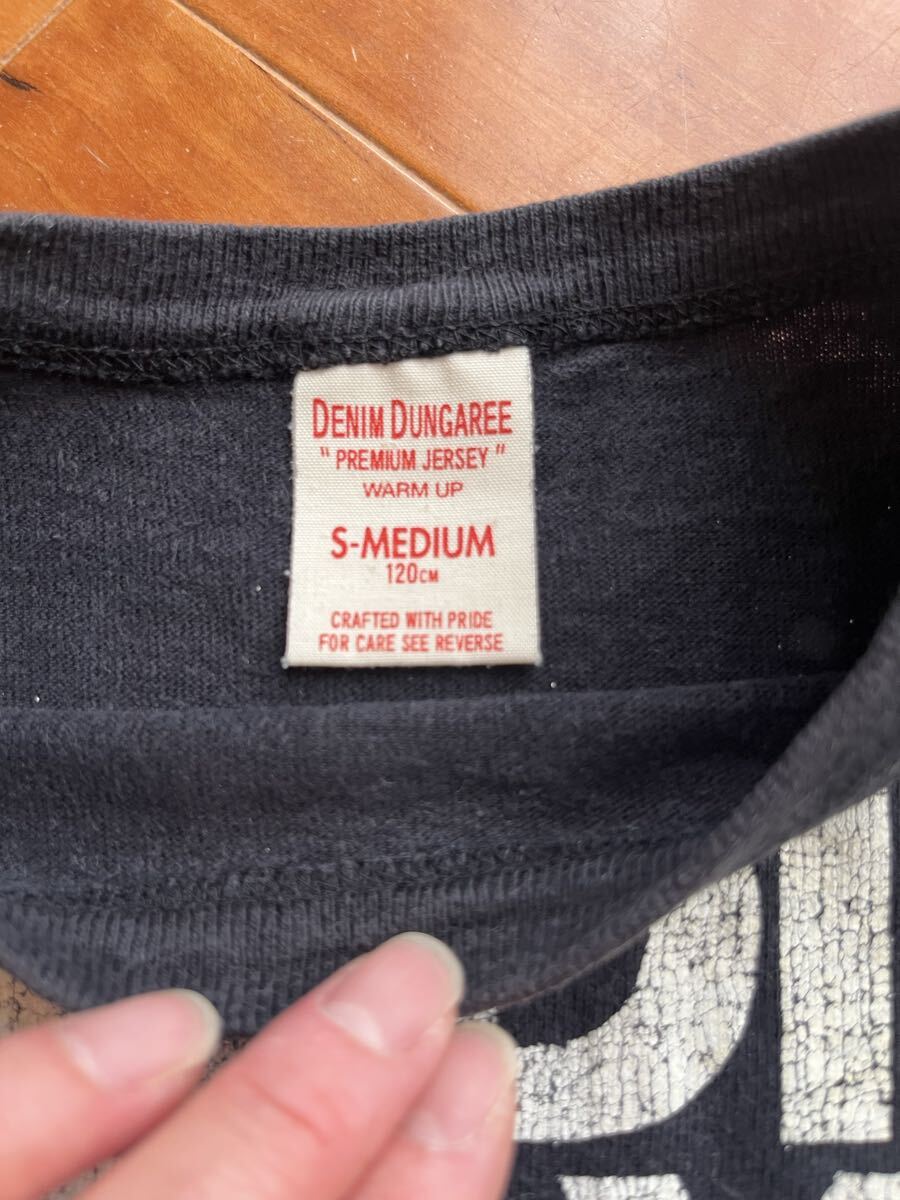 DENIM DUNGAREE
" PREMIUM JERSEY "
WARM UP
S-MEDIUM
120CM
CRAFTED WITH PRIDE
FOR CARE SEE REVERSE